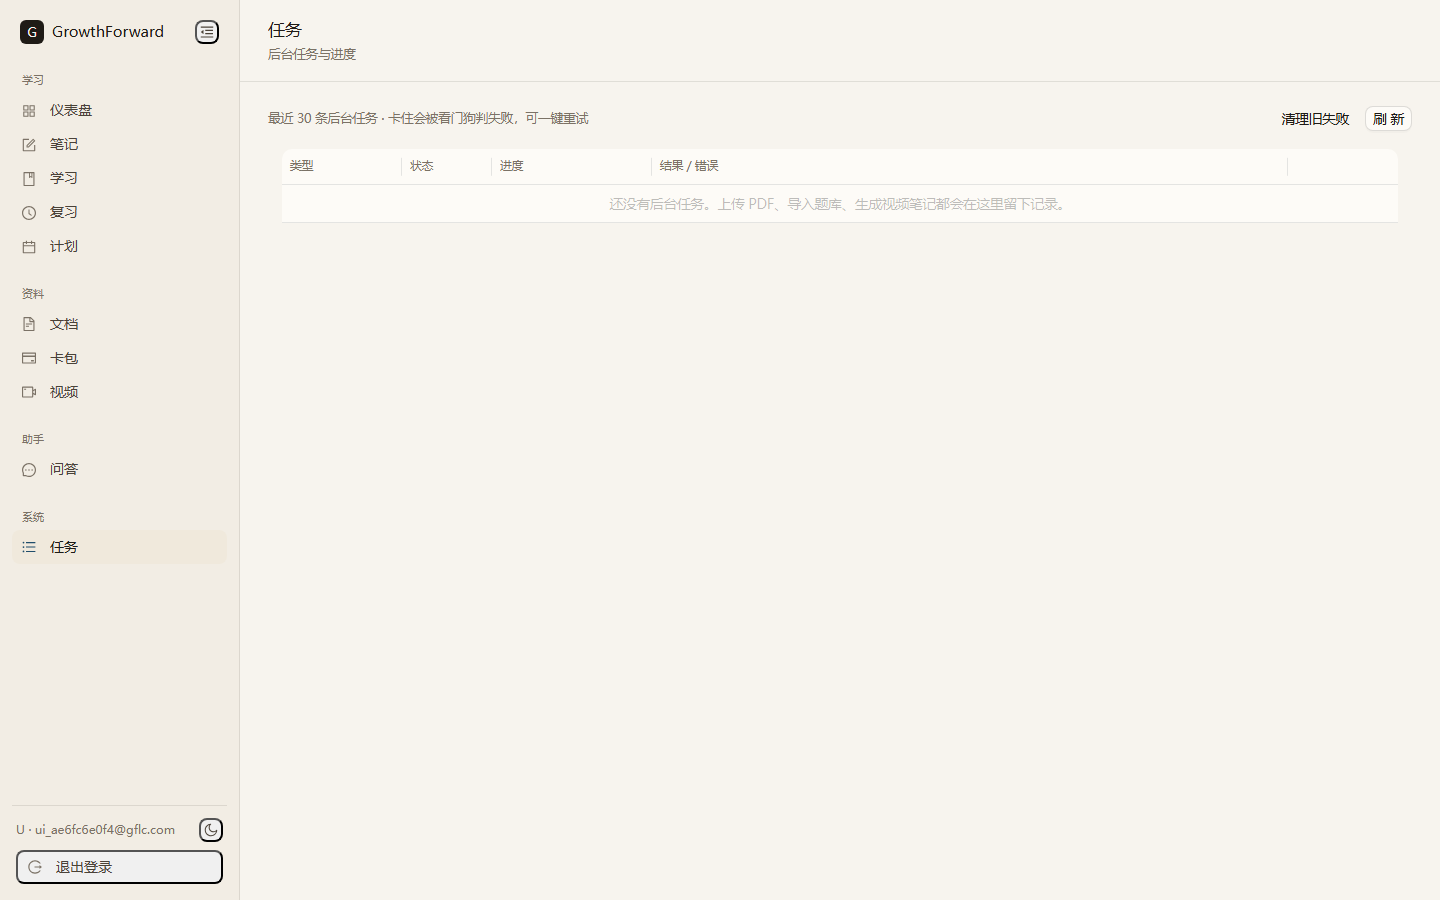 G GrowthForward
学习
仪表盘
笔记
学习
复习
计划
资料
文档
卡包
视频
助手
问答
系统
任务
U · ui_ae6fc6e0f4@gflc.com
退出登录
任务
后台任务与进度
最近 30 条后台任务 · 卡住会被看门狗判失败，可一键重试
清理旧失败 刷 新
类型 状态 进度 结果 / 错误
还没有后台任务。上传 PDF、导入题库、生成视频笔记都会在这里留下记录。